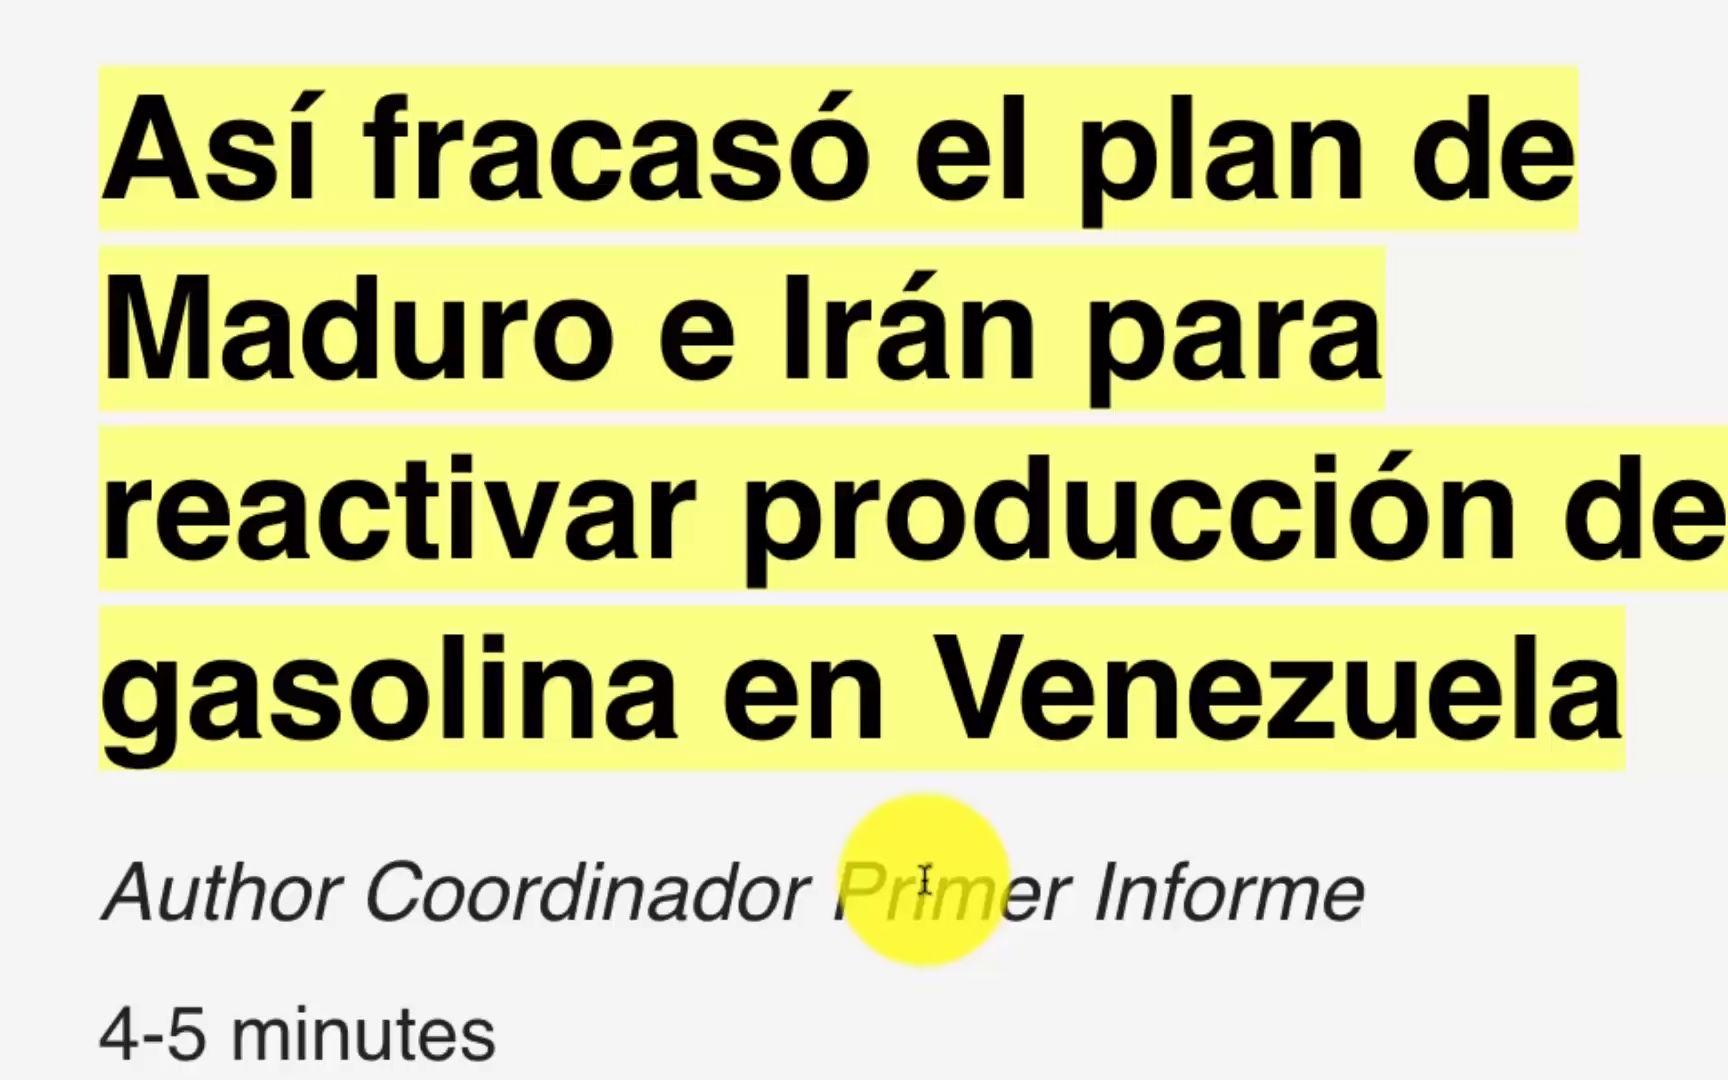 Así fracasó el plan de
Maduro e Irán para
reactivar producción de
gasolina en Venezuela
Author Coordinador Primer Informe
4-5 minutes